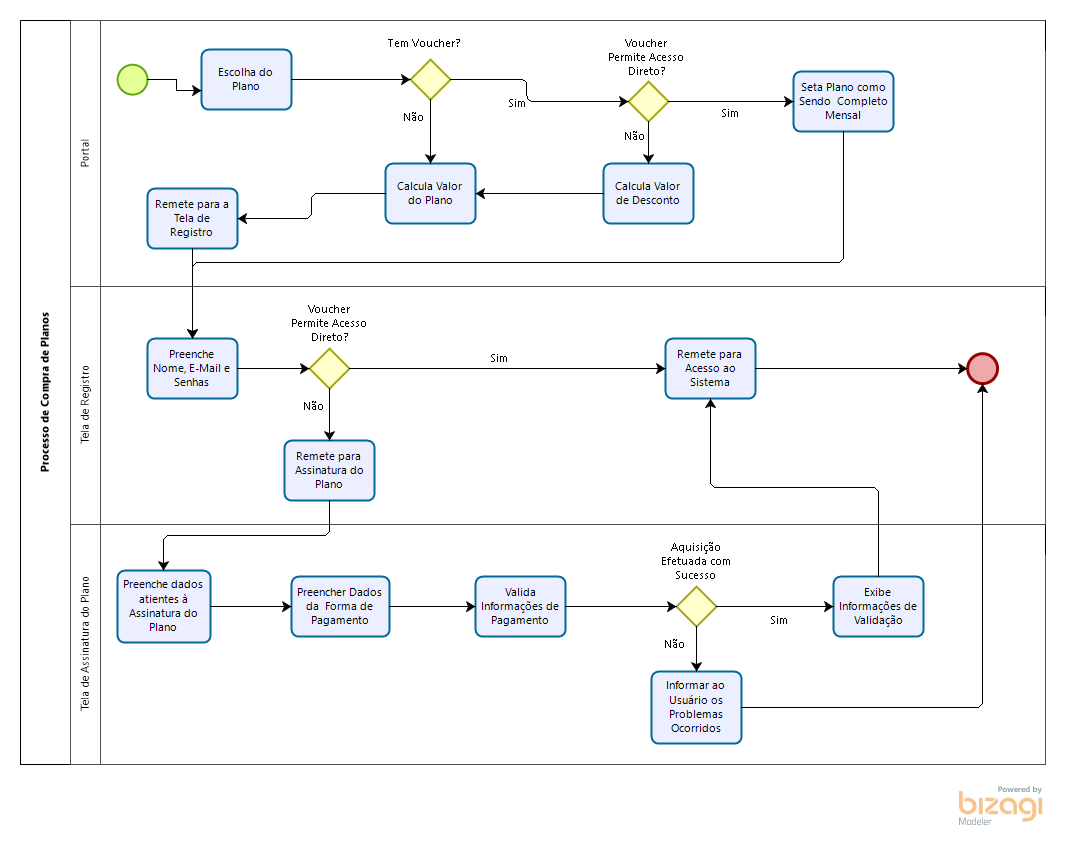 Processo de Compra de Planos
Portal
Escolha do
Plano
Tem Voucher?
Sim
Não
Voucher
Permite Acesso
Direto?
Sim
Não
Seta Plano como
Sendo Completo
Mensal
Calcula Valor
de Desconto
Calcula Valor
do Plano
Remete para a
Tela de
Registro
Tela de Registro
Preenche
Nome, E-Mail e
Senhas
Voucher
Permite Acesso
Direto?
Sim
Não
Remete para
Acesso ao
Sistema
Remete para
Assinatura do
Plano
Tela de Assinatura do Plano
Preenche dados
atientes à
Assinatura do
Plano
Preencher Dados
da Forma de
Pagamento
Valida
Informações de
Pagamento
Aquisição
Efetuada com
Sucesso
Sim
Não
Exibe
Informações de
Validação
Informar ao
Usuário os
Problemas
Ocorridos
Powered by
bizagi
Modeler